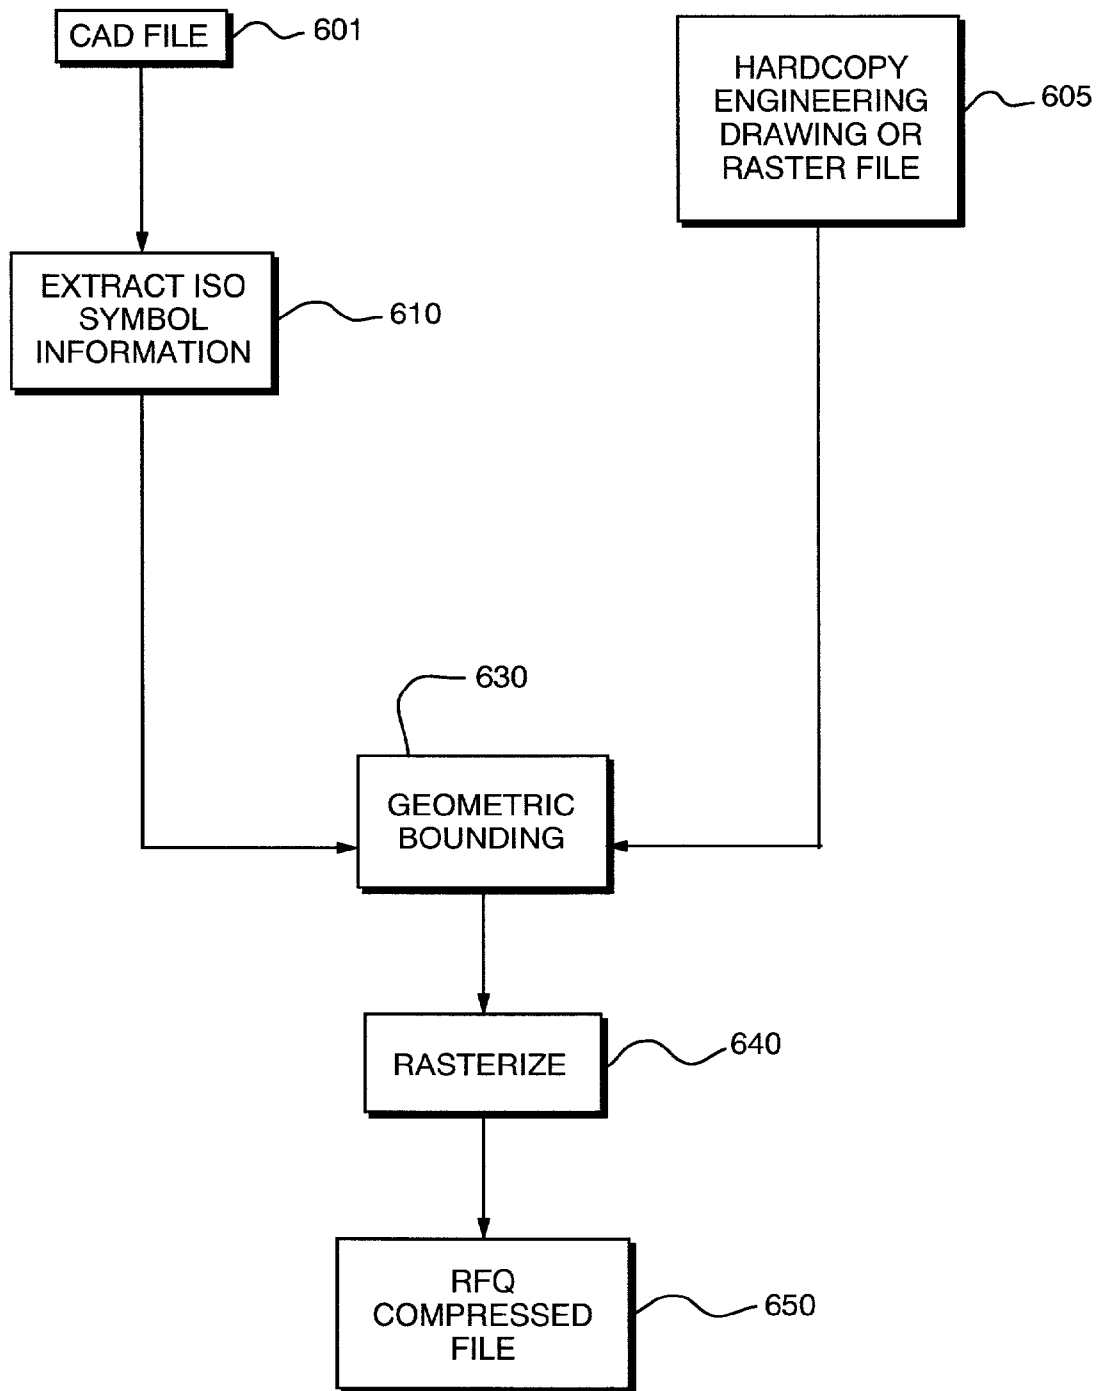 CAD FILE
601
HARDCOPY
ENGINEERING
DRAWING OR
RASTER FILE
605
EXTRACT ISO
SYMBOL
INFORMATION
610
630
GEOMETRIC
BOUNDING
RASTERIZE
640
RFQ
COMPRESSED
FILE
650